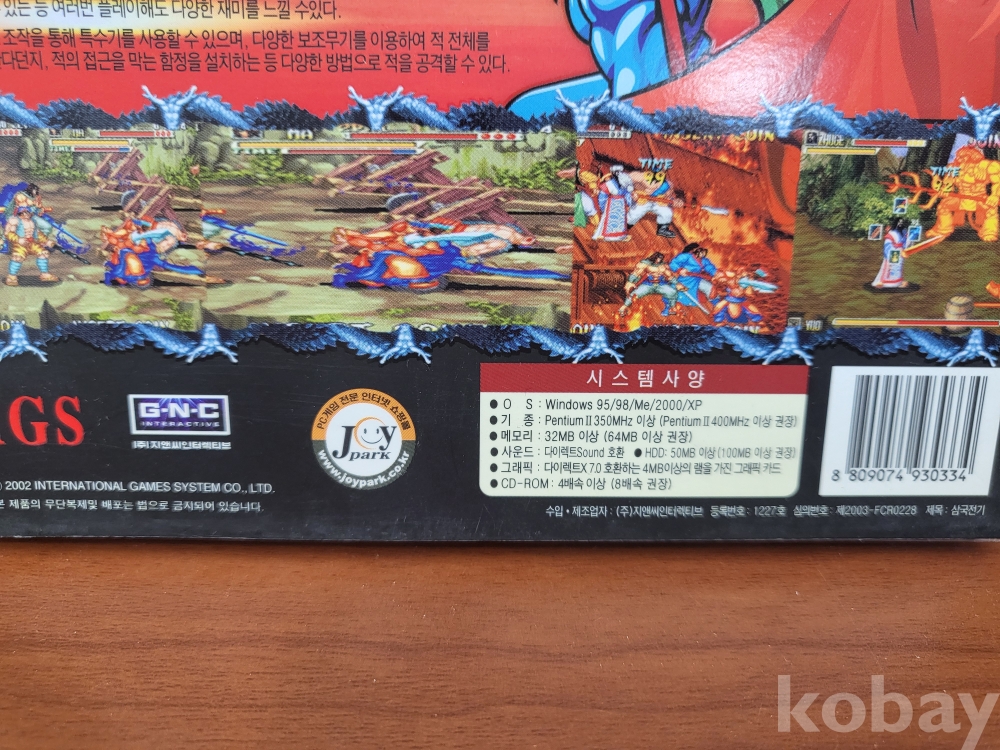 있는 등 여러번 플레이해도 다양한 재미를 느낄 수있다.
조작을 통해 특수기를 사용할 수 있으며, 다양한 보조무기를 이용하여 적 전체를
한다던지, 적의 접근을 막는 함정을 설치하는 등 다양한 방법으로 적을 공격할 수 있다.
TIME
99
TIME
92
JOIN
G-N-C
INTERACTIVE
(주)지앤씨인터렉티브
PC게임 전문 인터넷 쇼핑몰
Joy park
www.joypark.co.kr
시스템사양
● O S : Windows 95/98/Me/2000/XP
● 기 종 : Pentium II 350MHz 이상 (Pentium II 400MHz 이상 권장)
● 메모리 : 32MB 이상 (64MB 이상 권장)
● 사운드 : 다이렉트Sound 호환 ● HDD: 50MB 이상(100MB 이상 권장)
● 그래픽 : 다이렉트X 7.0 호환하는 4MB이상의 램을 가진 그래픽 카드
● CD-ROM : 4배속 이상 (8배속 권장)
8 809074 930334
2002 INTERNATIONAL GAMES SYSTEM CO., LTD.
본 제품의 무단복제및 배포는 법으로 금지되어 있습니다.
수입·제조업자 : (주)지앤씨인터렉티브 등록번호 : 1227호 심의번호 : 제2003-FCR0228 제목 : 삼국전기
kobay